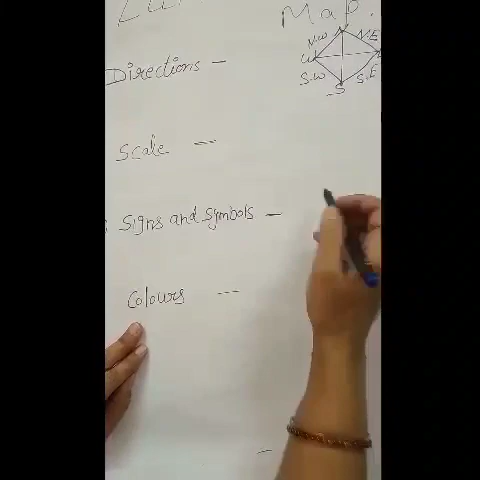 Map.
N
N.W N.E
W
S.W S.E
S
Directions -
Scale ---
Signs and Symbols -
Colours ---